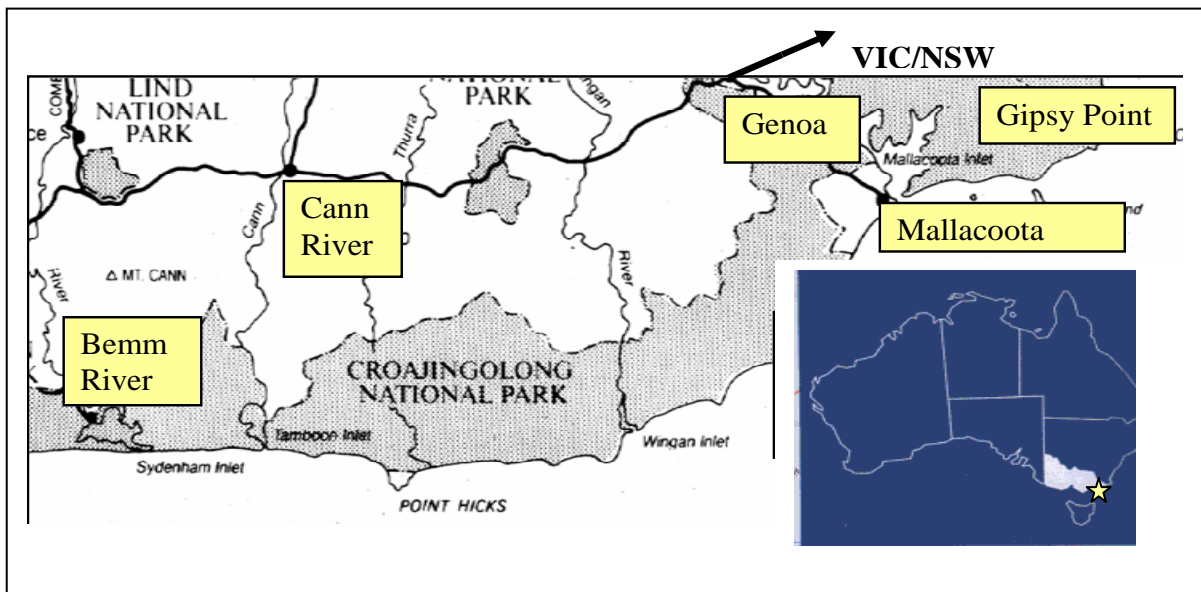 VIC/NSW
LIND
NATIONAL
PARK
NATIONAL
PARK
Genoa
Gipsy Point
Thurra
Mallacoota Inlet
Cann
River
Cann
Mallacoota
River
MT. CANN
River
Bemm
River
CROAJINGOLONG
NATIONAL PARK
Tamboon Inlet
Wingan Inlet
Sydenham Inlet
POINT HICKS